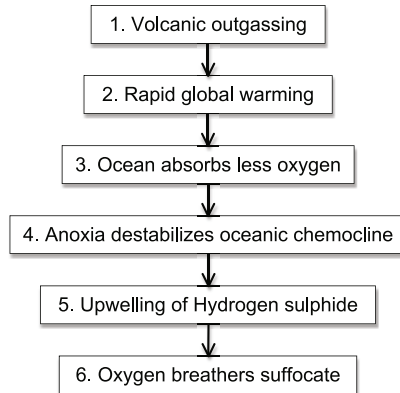 1. Volcanic outgassing
2. Rapid global warming
3. Ocean absorbs less oxygen
4. Anoxia destabilizes oceanic chemocline
5. Upwelling of Hydrogen sulphide
6. Oxygen breathers suffocate